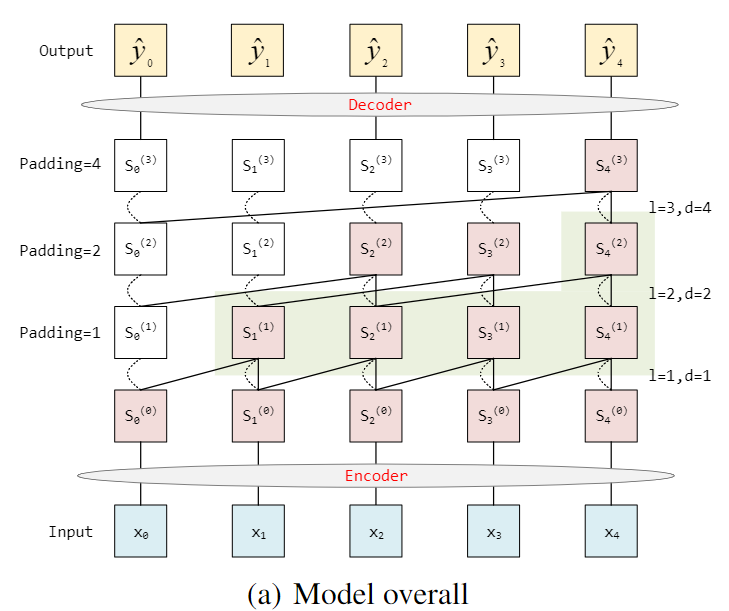 Output ŷ₀ ŷ₁ ŷ₂ ŷ₃ ŷ₄
Decoder
Padding=4 S₀⁽³⁾ S₁⁽³⁾ S₂⁽³⁾ S₃⁽³⁾ S₄⁽³⁾
l=3,d=4
Padding=2 S₀⁽²⁾ S₁⁽²⁾ S₂⁽²⁾ S₃⁽²⁾ S₄⁽²⁾
l=2,d=2
Padding=1 S₀⁽¹⁾ S₁⁽¹⁾ S₂⁽¹⁾ S₃⁽¹⁾ S₄⁽¹⁾
l=1,d=1
S₀⁽⁰⁾ S₁⁽⁰⁾ S₂⁽⁰⁾ S₃⁽⁰⁾ S₄⁽⁰⁾
Encoder
Input x₀ x₁ x₂ x₃ x₄
(a) Model overall